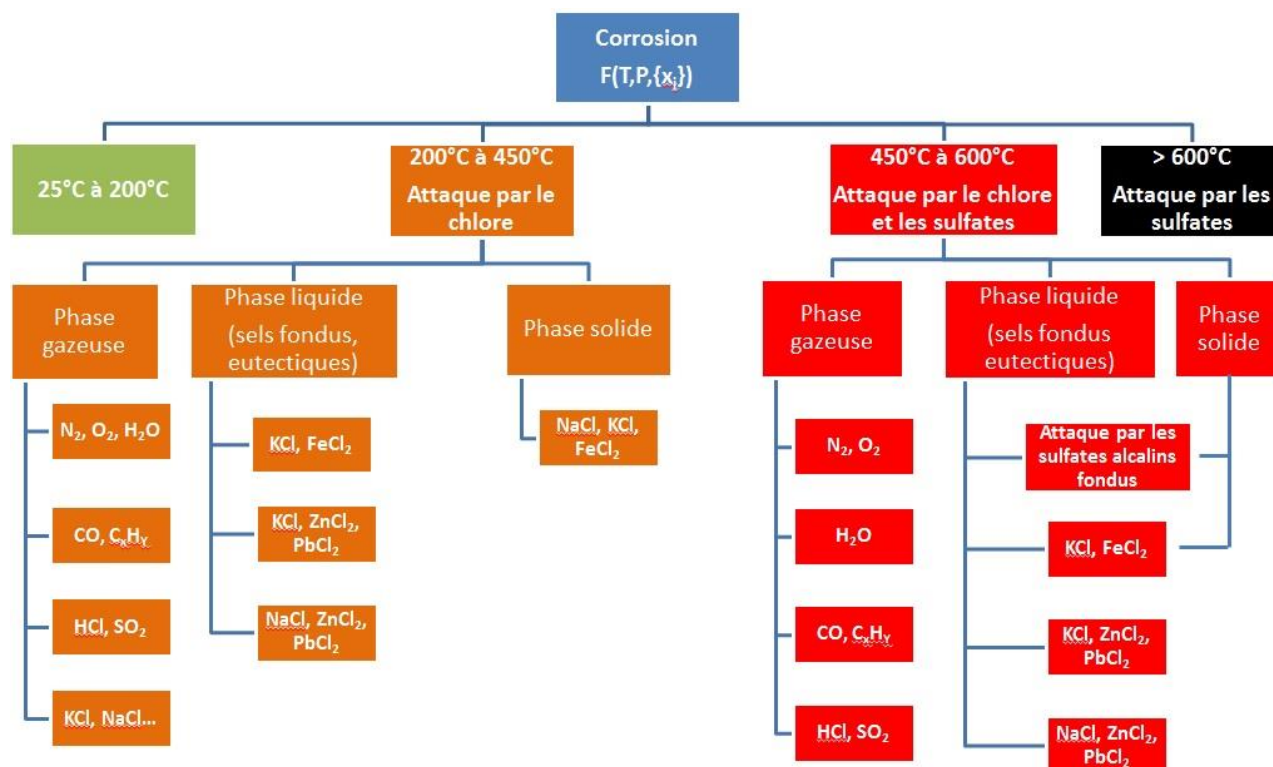 Corrosion
F(T,P,{xᵢ})
25°C à 200°C
200°C à 450°C
Attaque par le
chlore
450°C à 600°C
Attaque par le chlore
et les sulfates
> 600°C
Attaque par les
sulfates
Phase
gazeuse
N₂, O₂, H₂O
CO, CₓHY
HCl, SO₂
KCl, NaCl...
Phase liquide
(sels fondus,
eutectiques)
KCl, FeCl₂
KCl, ZnCl₂,
PbCl₂
NaCl, ZnCl₂,
PbCl₂
Phase solide
NaCl, KCl,
FeCl₂
Phase
gazeuse
N₂, O₂
H₂O
CO, CₓHY
HCl, SO₂
Phase liquide
(sels fondus
eutectiques)
Attaque par les
sulfates alcalins
fondus
KCl, FeCl₂
KCl, ZnCl₂,
PbCl₂
NaCl, ZnCl₂,
PbCl₂
Phase
solide